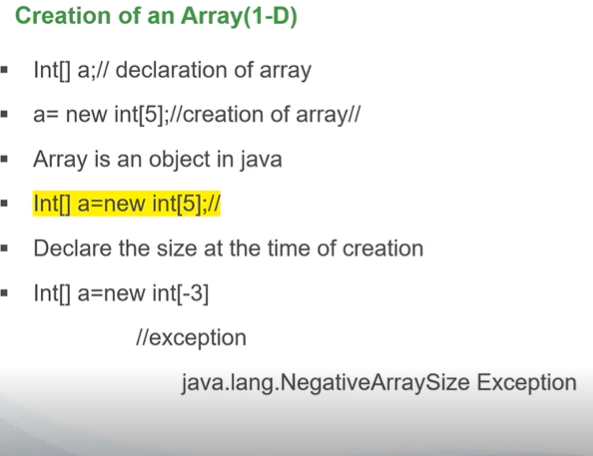 Creation of an Array(1-D)
Int[] a;// declaration of array
a= new int[5];//creation of array//
Array is an object in java
Int[] a=new int[5];//
Declare the size at the time of creation
Int[] a=new int[-3]
//exception
java.lang.NegativeArraySize Exception